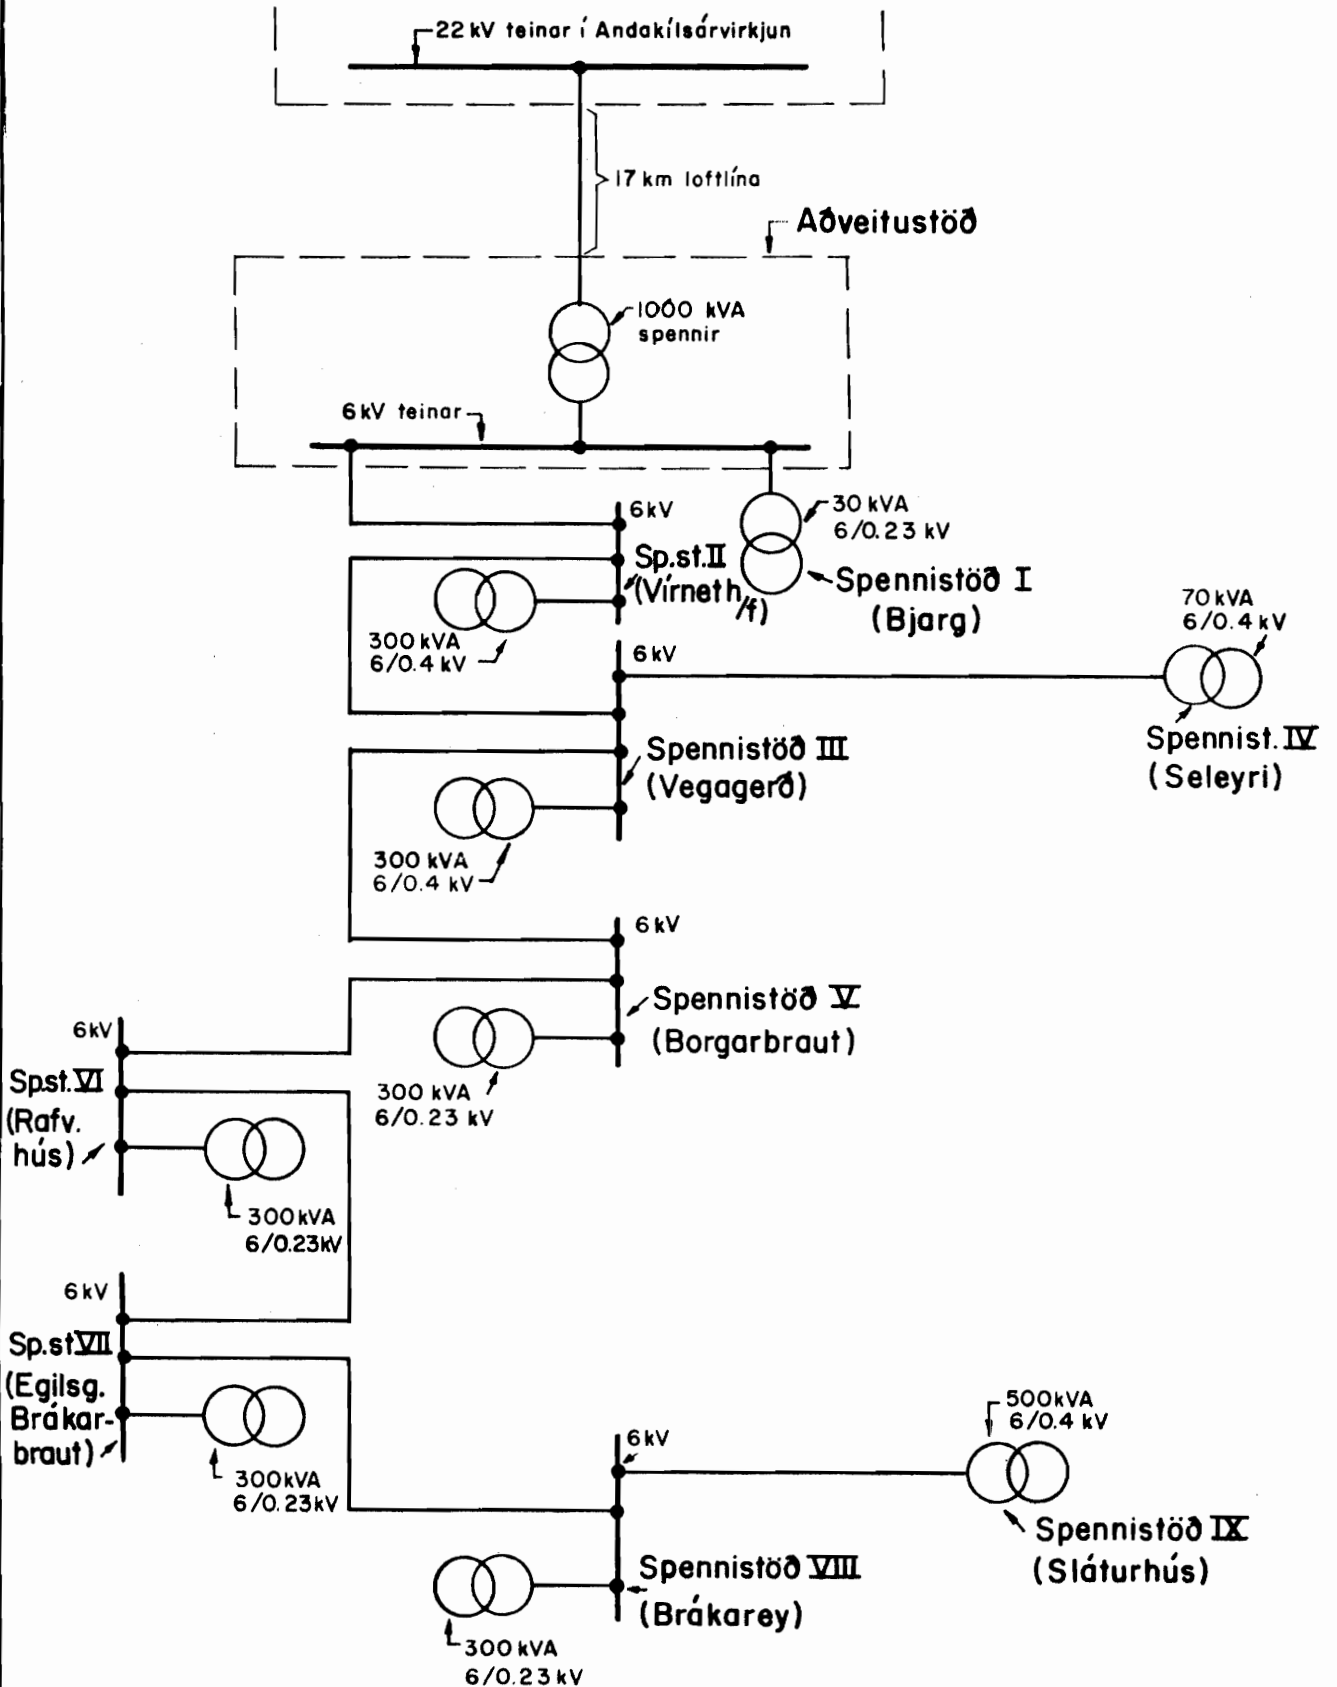 22 kV teinar í Andakílsárvirkjun
17 km loftlína
Aðveitustöð
1000 kVA
spennir
6 kV teinar
30 kVA
6/0.23 kV
Spennistöð I
(Bjarg)
6 kV
Sp.st. II
(Vírneth/f)
300 kVA
6/0.4 kV
6 kV
70 kVA
6/0.4 kV
Spennist. IV
(Seleyri)
Spennistöð III
(Vegagerð)
300 kVA
6/0.4 kV
6 kV
Spennistöð V
(Borgarbraut)
300 kVA
6/0.23 kV
6 kV
Sp.st. VI
(Rafv.
hús)
300 kVA
6/0.23 kV
6 kV
Sp.st VII
(Egilsg.
Brákar-
braut)
300 kVA
6/0.23 kV
6 kV
500 kVA
6/0.4 kV
Spennistöð IX
(Sláturhús)
Spennistöð VIII
(Brákarey)
300 kVA
6/0.23 kV